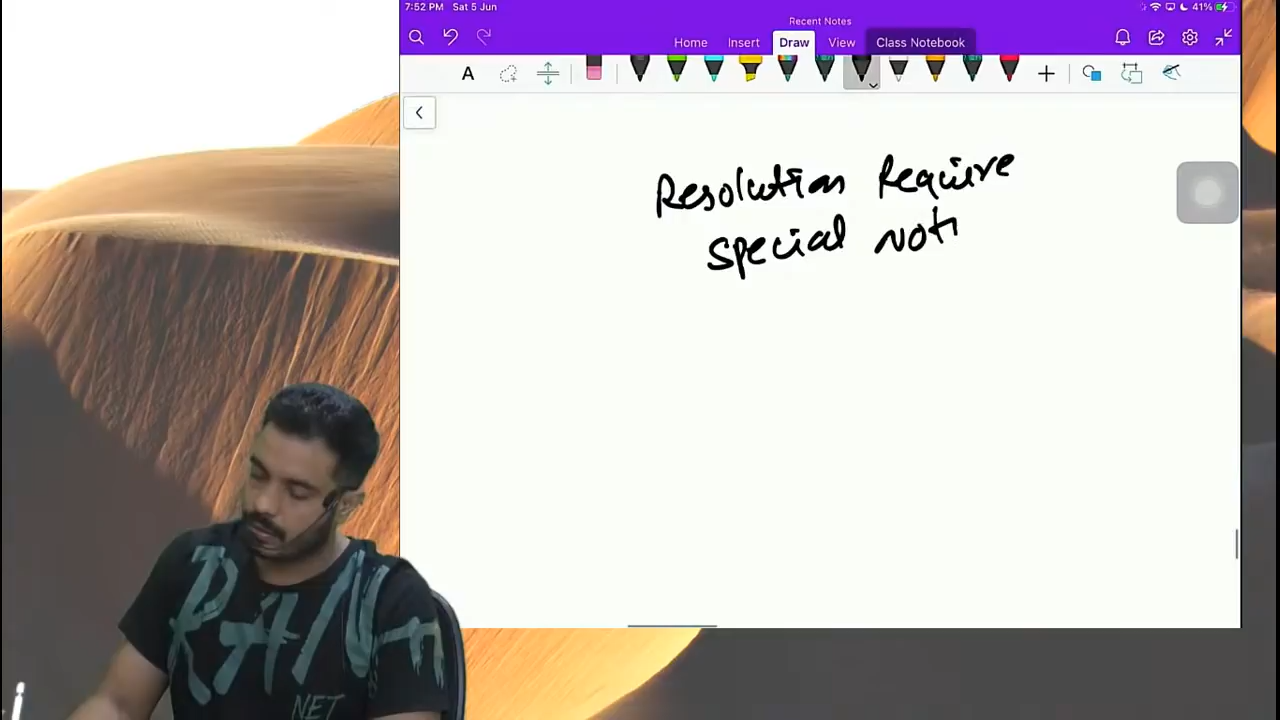 7:52 PM Sat 5 Jun
41%
Recent Notes
Home Insert Draw View Class Notebook
A
Resolution Require
special noti
NET